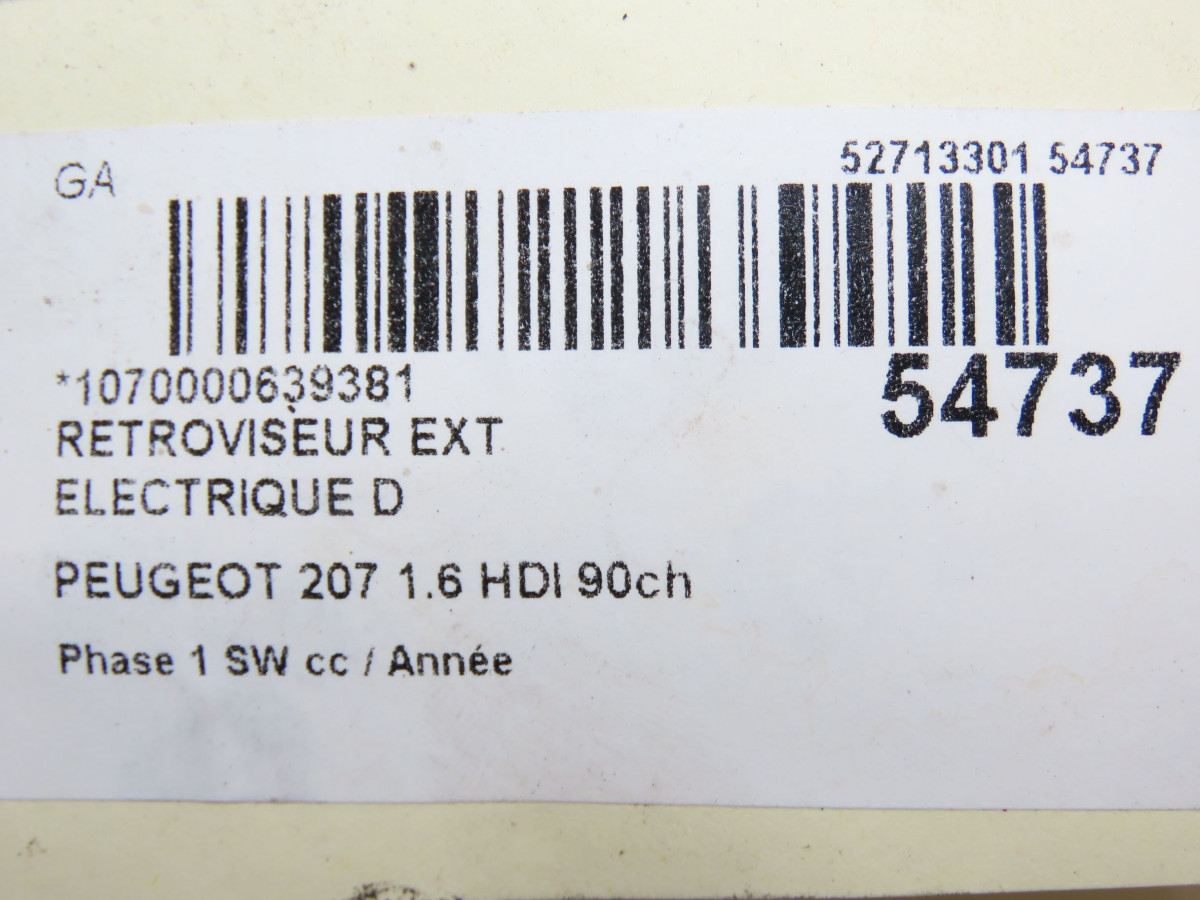 GA
52713301 54737
*1070000639381
54737
RETROVISEUR EXT
ELECTRIQUE D
PEUGEOT 207 1.6 HDI 90ch
Phase 1 SW cc / Année